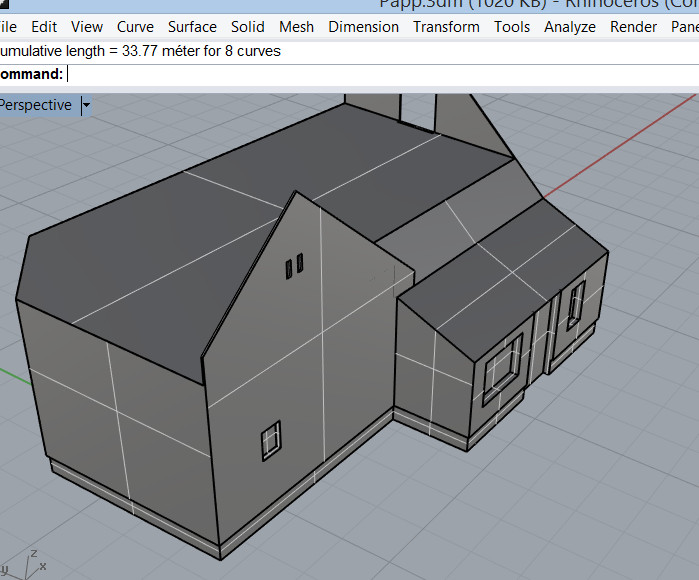 Papp.3dm (1020 KB) - Rhinoceros (Cor
ile Edit View Curve Surface Solid Mesh Dimension Transform Tools Analyze Render Pane
umulative length = 33.77 méter for 8 curves
ommand:
Perspective
z
y x